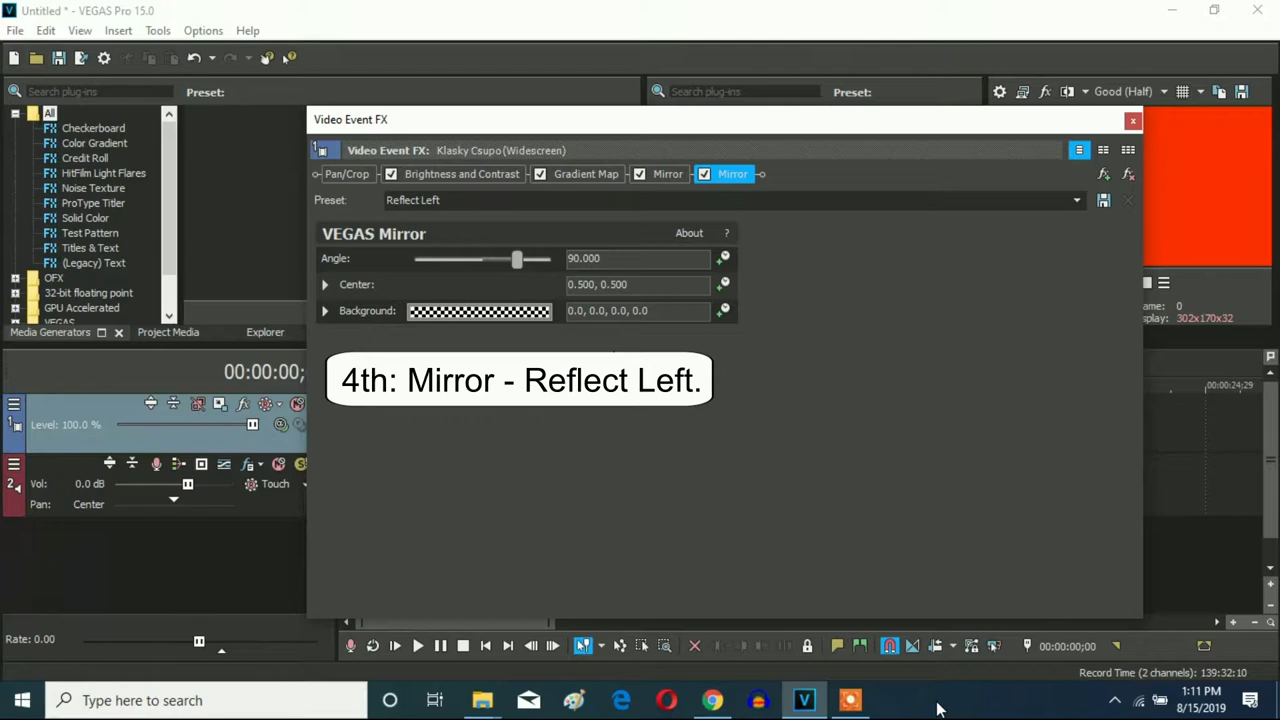 Untitled * - VEGAS Pro 15.0
File Edit View Insert Tools Options Help
Search plug-ins Preset: Search plug-ins Preset: Good (Half)
All
Checkerboard
Color Gradient
Credit Roll
HitFilm Light Flares
Noise Texture
ProType Titler
Solid Color
Test Pattern
Titles & Text
(Legacy) Text
OFX
32-bit floating point
GPU Accelerated
VEGAS
Media Generators Project Media Explorer
Video Event FX
Video Event FX: Klasky Csupo (Widescreen)
Pan/Crop Brightness and Contrast Gradient Map Mirror Mirror
Preset: Reflect Left
VEGAS Mirror About ?
Angle: 90.000
Center: 0.500, 0.500
Background: 0.0, 0.0, 0.0, 0.0
4th: Mirror - Reflect Left.
ame: 0
isplay: 302x170x32
00:00:00;
00:00:24;29
1
Level: 100.0 %
2
Vol: 0.0 dB Touch
Pan: Center
Rate: 0.00
00:00:00;00
Record Time (2 channels): 139:32:10
Type here to search
1:11 PM
8/15/2019